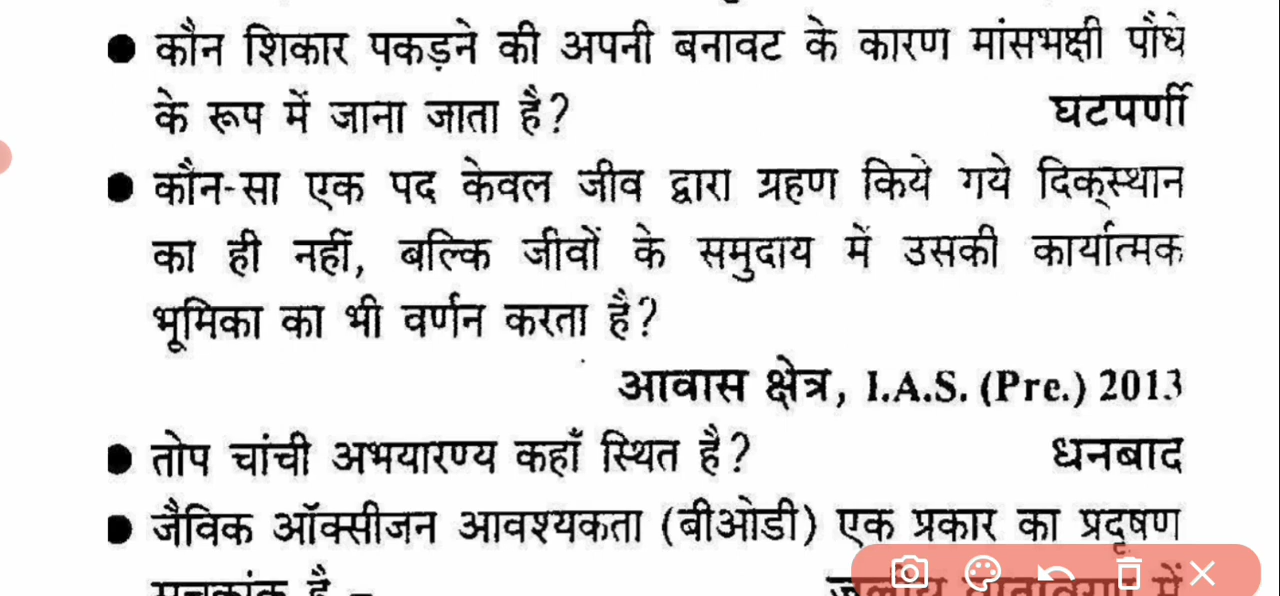 ● कौन शिकार पकड़ने की अपनी बनावट के कारण मांसभक्षी पौधे
के रूप में जाना जाता है? घटपर्णी
● कौन-सा एक पद केवल जीव द्वारा ग्रहण किये गये दिक्स्थान
का ही नहीं, बल्कि जीवों के समुदाय में उसकी कार्यात्मक
भूमिका का भी वर्णन करता है?
आवास क्षेत्र, I.A.S. (Pre.) 2013
● तोप चांची अभयारण्य कहाँ स्थित है? धनबाद
● जैविक ऑक्सीजन आवश्यकता (बीओडी) एक प्रकार का प्रदूषण
है –